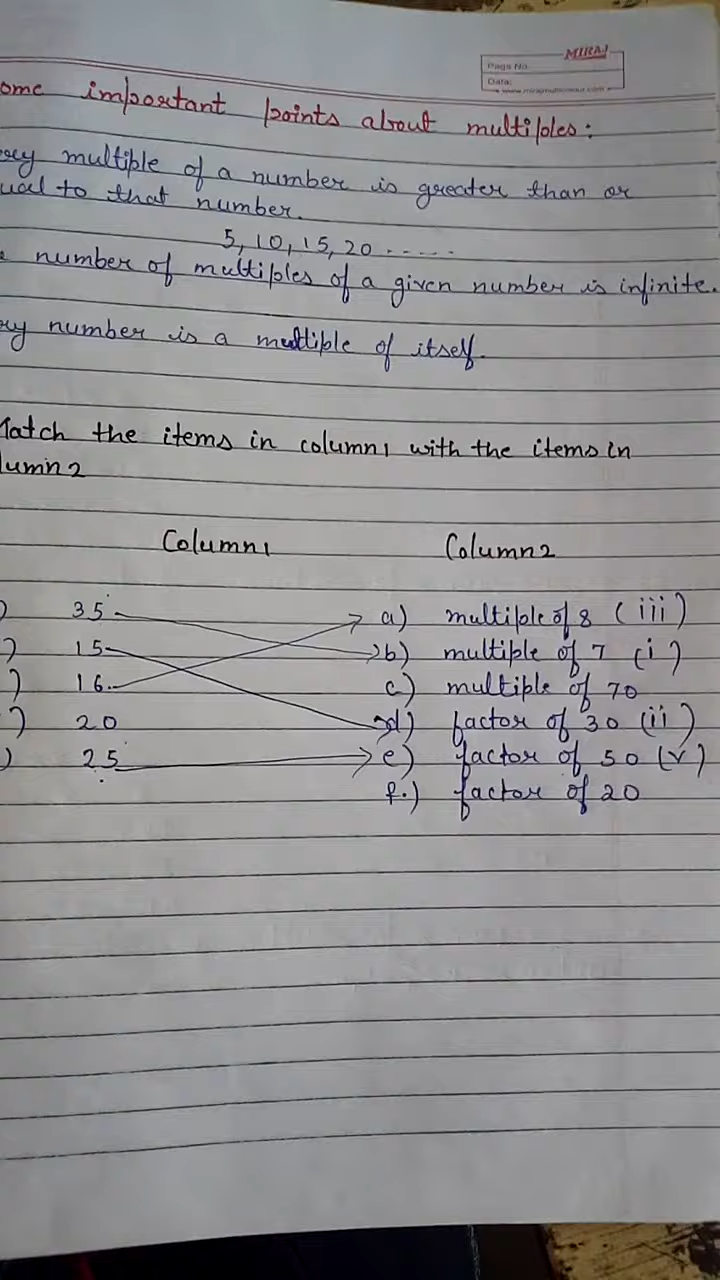 MIRAJ
Page No.
Date:
ome important points about multiples:
multiple of a number is greater than or
ual to that number.
5, 10, 15, 20 .....
number of multiples of a given number is infinite.
ry number is a multiple of itself.
Match the items in column1 with the items in
lumn2
Column1 Column2
) 35 a) multiple of 8 (iii)
) 15 b) multiple of 7 (i)
) 16 c) multiple of 70
) 20 d) factor of 30 (ii)
) 25 e) factor of 50 (v)
f.) factor of 20